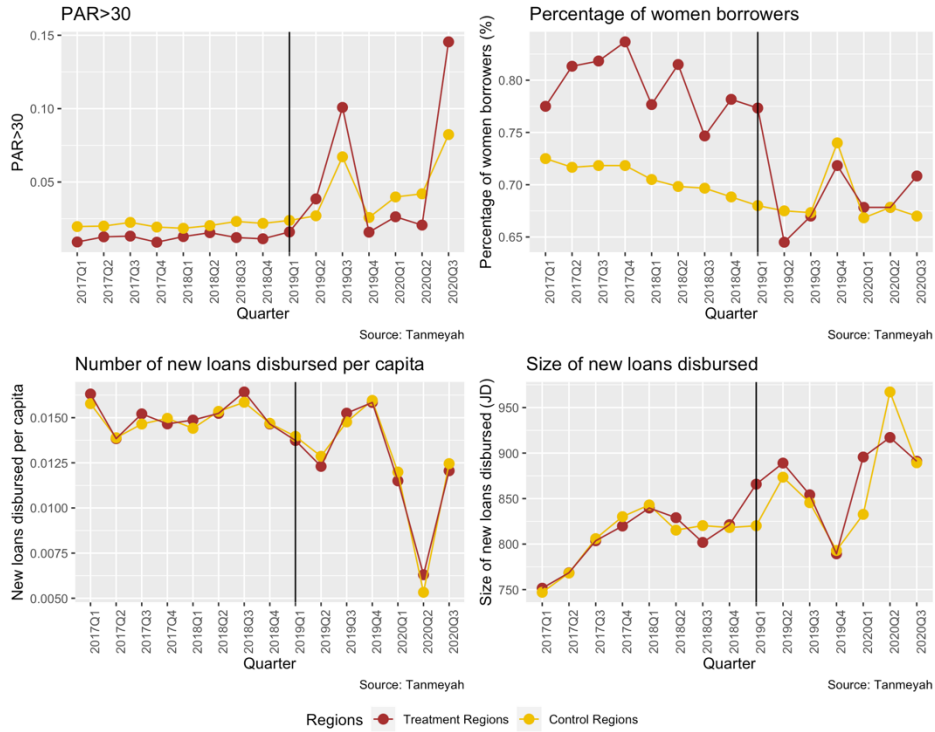 PAR>30
PAR>30
0.15
0.10
0.05
2017Q1
2017Q2
2017Q3
2017Q4
2018Q1
2018Q2
2018Q3
2018Q4
2019Q1
2019Q2
2019Q3
2019Q4
2020Q1
2020Q2
2020Q3
Quarter
Source: Tanmeyah
Percentage of women borrowers
Percentage of women borrowers (%)
0.80
0.75
0.70
0.65
2017Q1
2017Q2
2017Q3
2017Q4
2018Q1
2018Q2
2018Q3
2018Q4
2019Q1
2019Q2
2019Q3
2019Q4
2020Q1
2020Q2
2020Q3
Quarter
Source: Tanmeyah
Number of new loans disbursed per capita
New loans disbursed per capita
0.0150
0.0125
0.0100
0.0075
0.0050
2017Q1
2017Q2
2017Q3
2017Q4
2018Q1
2018Q2
2018Q3
2018Q4
2019Q1
2019Q2
2019Q3
2019Q4
2020Q1
2020Q2
2020Q3
Quarter
Source: Tanmeyah
Size of new loans disbursed
Size of new loans disbursed (JD)
950
900
850
800
750
2017Q1
2017Q2
2017Q3
2017Q4
2018Q1
2018Q2
2018Q3
2018Q4
2019Q1
2019Q2
2019Q3
2019Q4
2020Q1
2020Q2
2020Q3
Quarter
Source: Tanmeyah
Regions Treatment Regions Control Regions